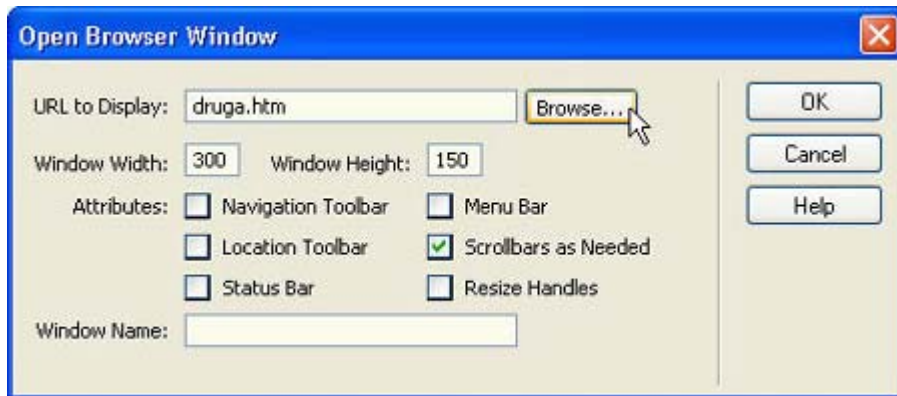 Open Browser Window
URL to Display: druga.htm Browse... OK
Window Width: 300 Window Height: 150 Cancel
Attributes: Navigation Toolbar Menu Bar Help
Location Toolbar Scrollbars as Needed
Status Bar Resize Handles
Window Name: